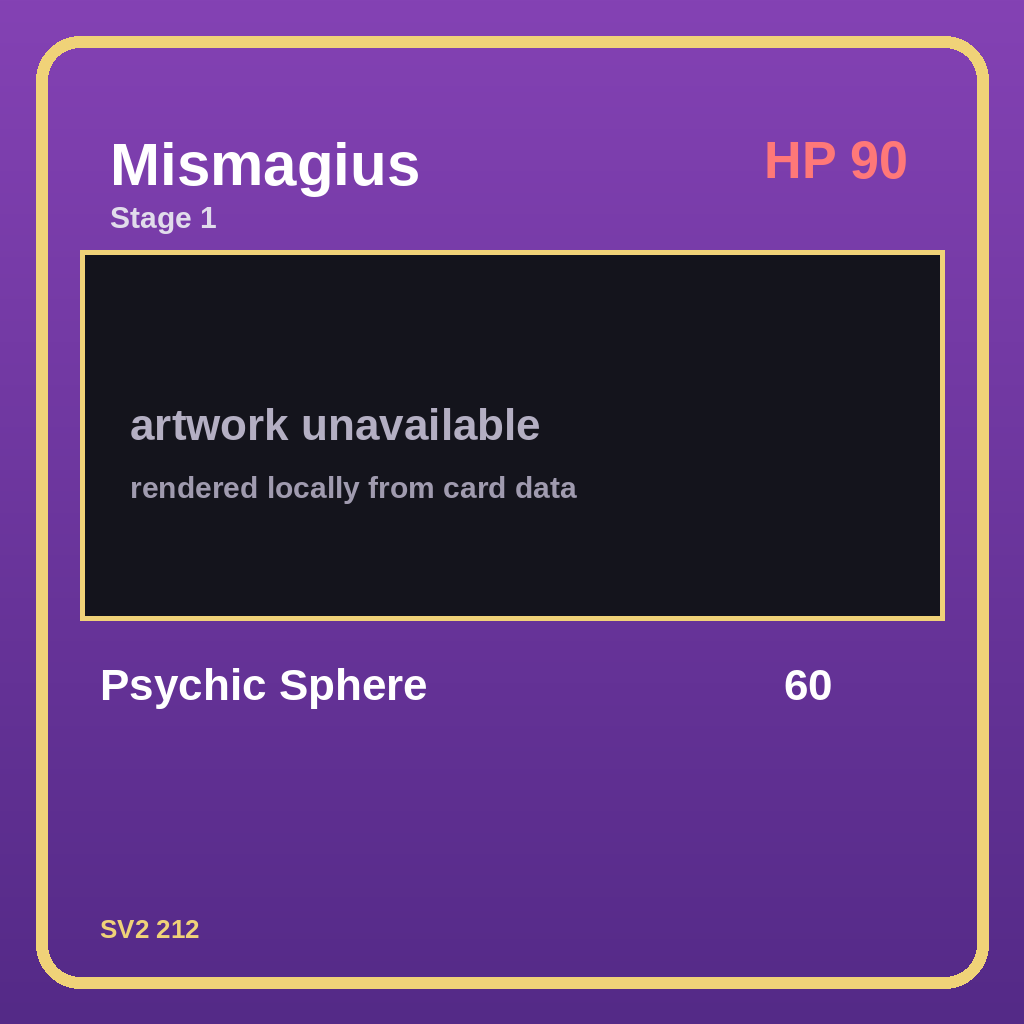 Mismagius
HP 90
Stage 1
artwork unavailable
rendered locally from card data
Psychic Sphere
60
SV2 212